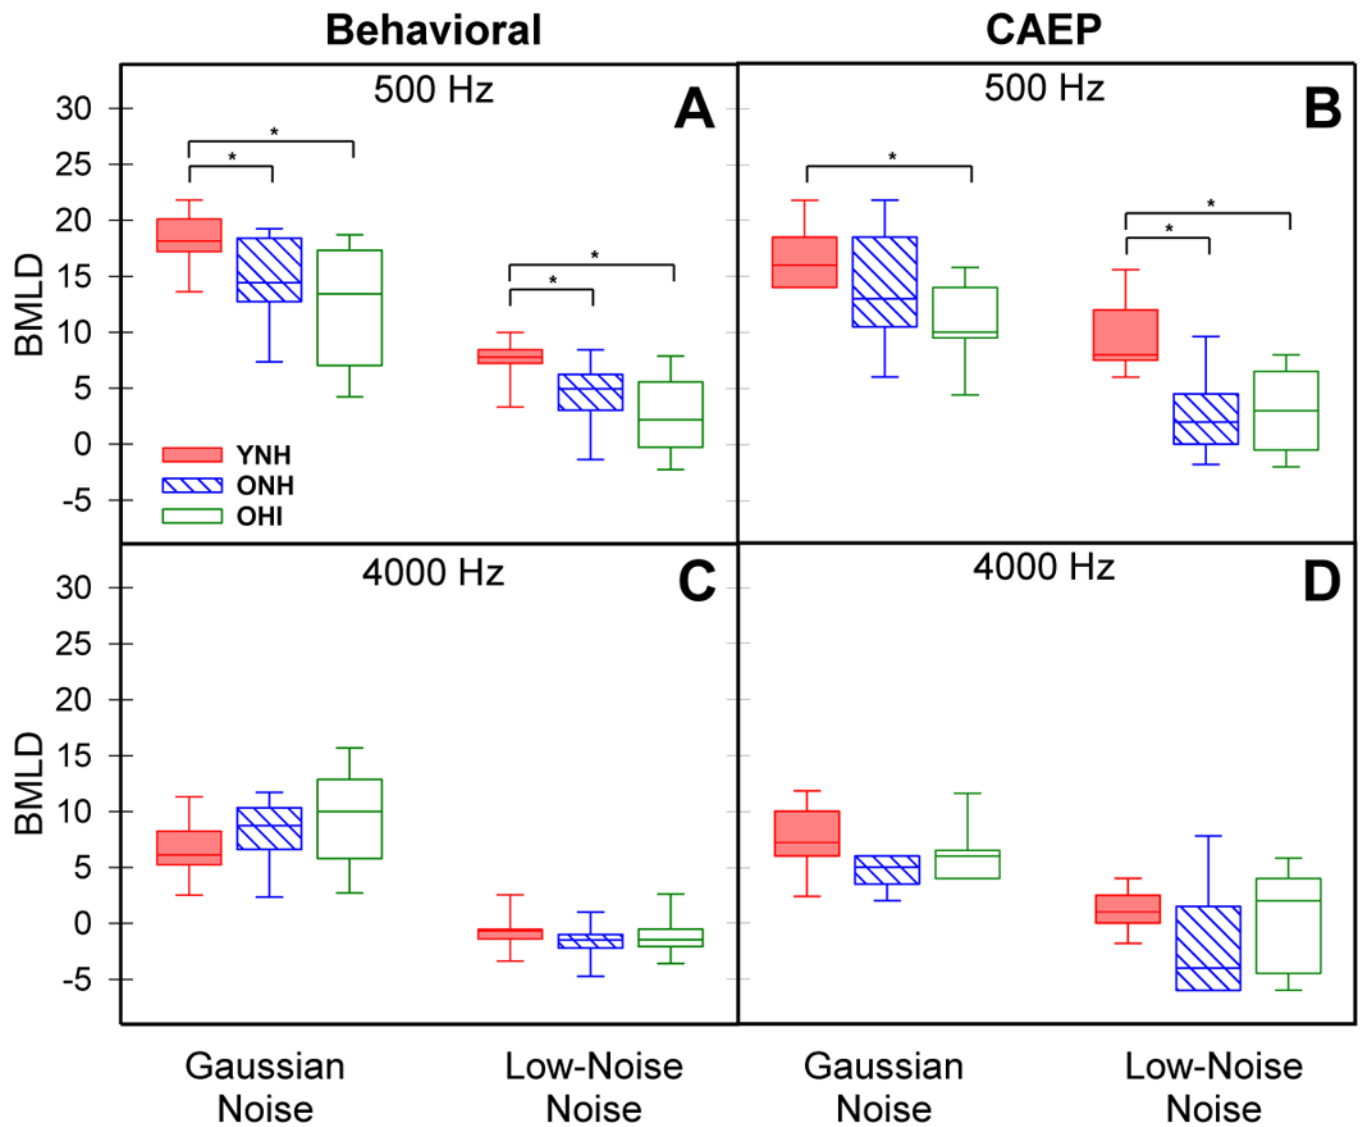 Behavioral
CAEP
500 Hz
A
500 Hz
B
30
25
20
15
10
5
0
-5
BMLD
*
*
*
*
*
*
*
YNH
ONH
OHI
4000 Hz
C
4000 Hz
D
30
25
20
15
10
5
0
-5
BMLD
Gaussian
Noise
Low-Noise
Noise
Gaussian
Noise
Low-Noise
Noise